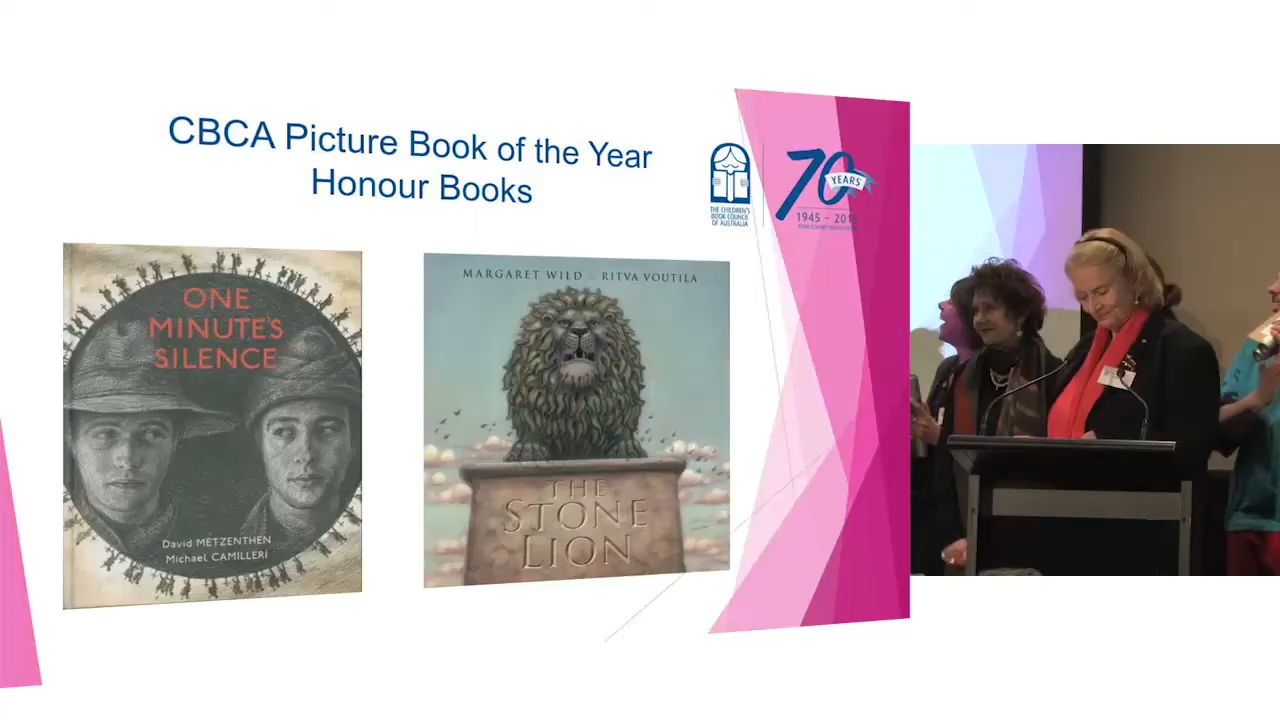 CBCA Picture Book of the Year
Honour Books
THE CHILDREN'S
BOOK COUNCIL
OF AUSTRALIA
70
YEARS
1945 – 201
ONE
MINUTE'S
SILENCE
David METZENTHEN
Michael CAMILLERI
MARGARET WILD & RITVA VOUTILA
THE
STONE
LION